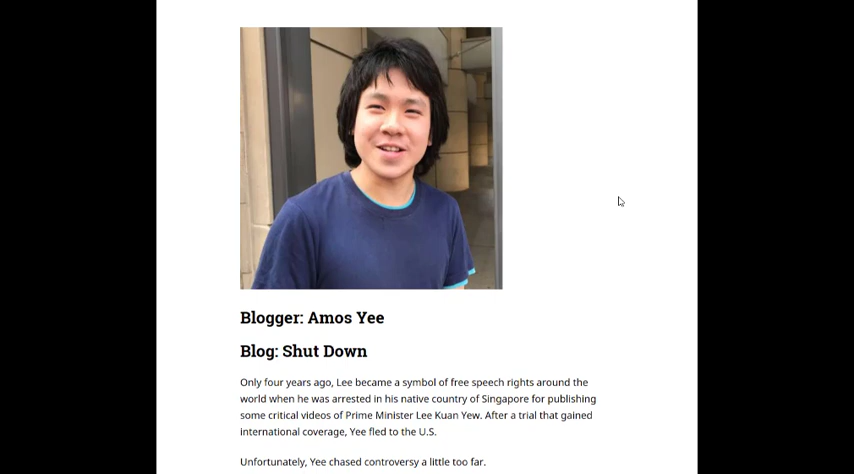 Blogger: Amos Yee
Blog: Shut Down
Only four years ago, Lee became a symbol of free speech rights around the
world when he was arrested in his native country of Singapore for publishing
some critical videos of Prime Minister Lee Kuan Yew. After a trial that gained
international coverage, Yee fled to the U.S.
Unfortunately, Yee chased controversy a little too far.